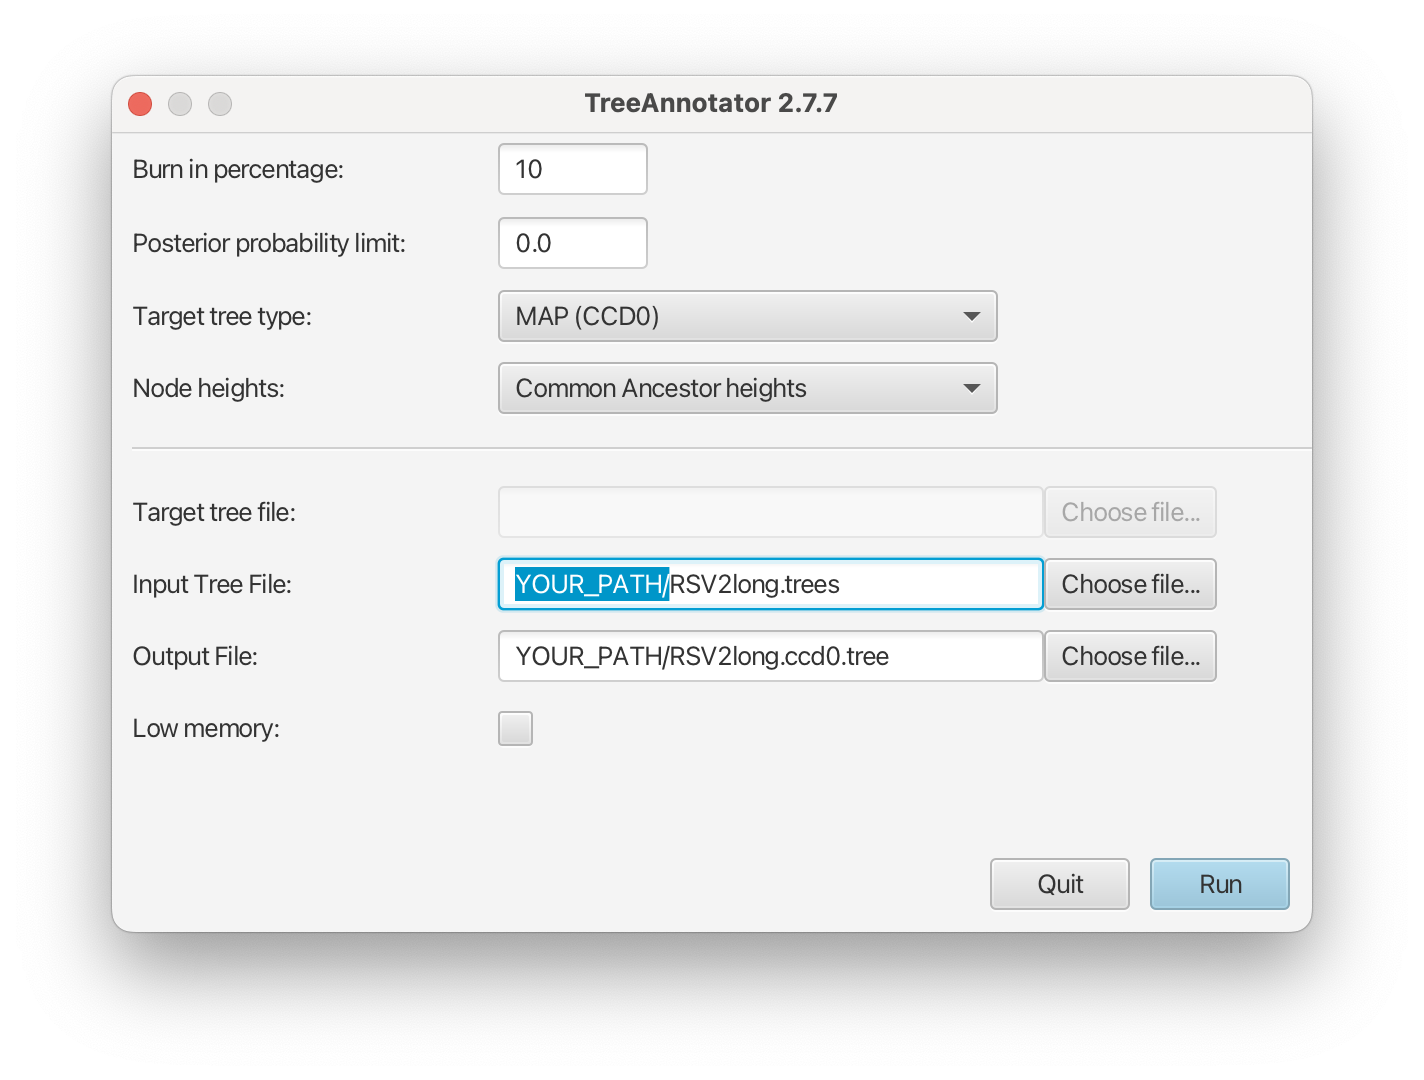 TreeAnnotator 2.7.7
Burn in percentage: 10
Posterior probability limit: 0.0
Target tree type: MAP (CCD0)
Node heights: Common Ancestor heights
Target tree file: Choose file...
Input Tree File: YOUR_PATH/RSV2long.trees Choose file...
Output File: YOUR_PATH/RSV2long.ccd0.tree Choose file...
Low memory:
Quit Run